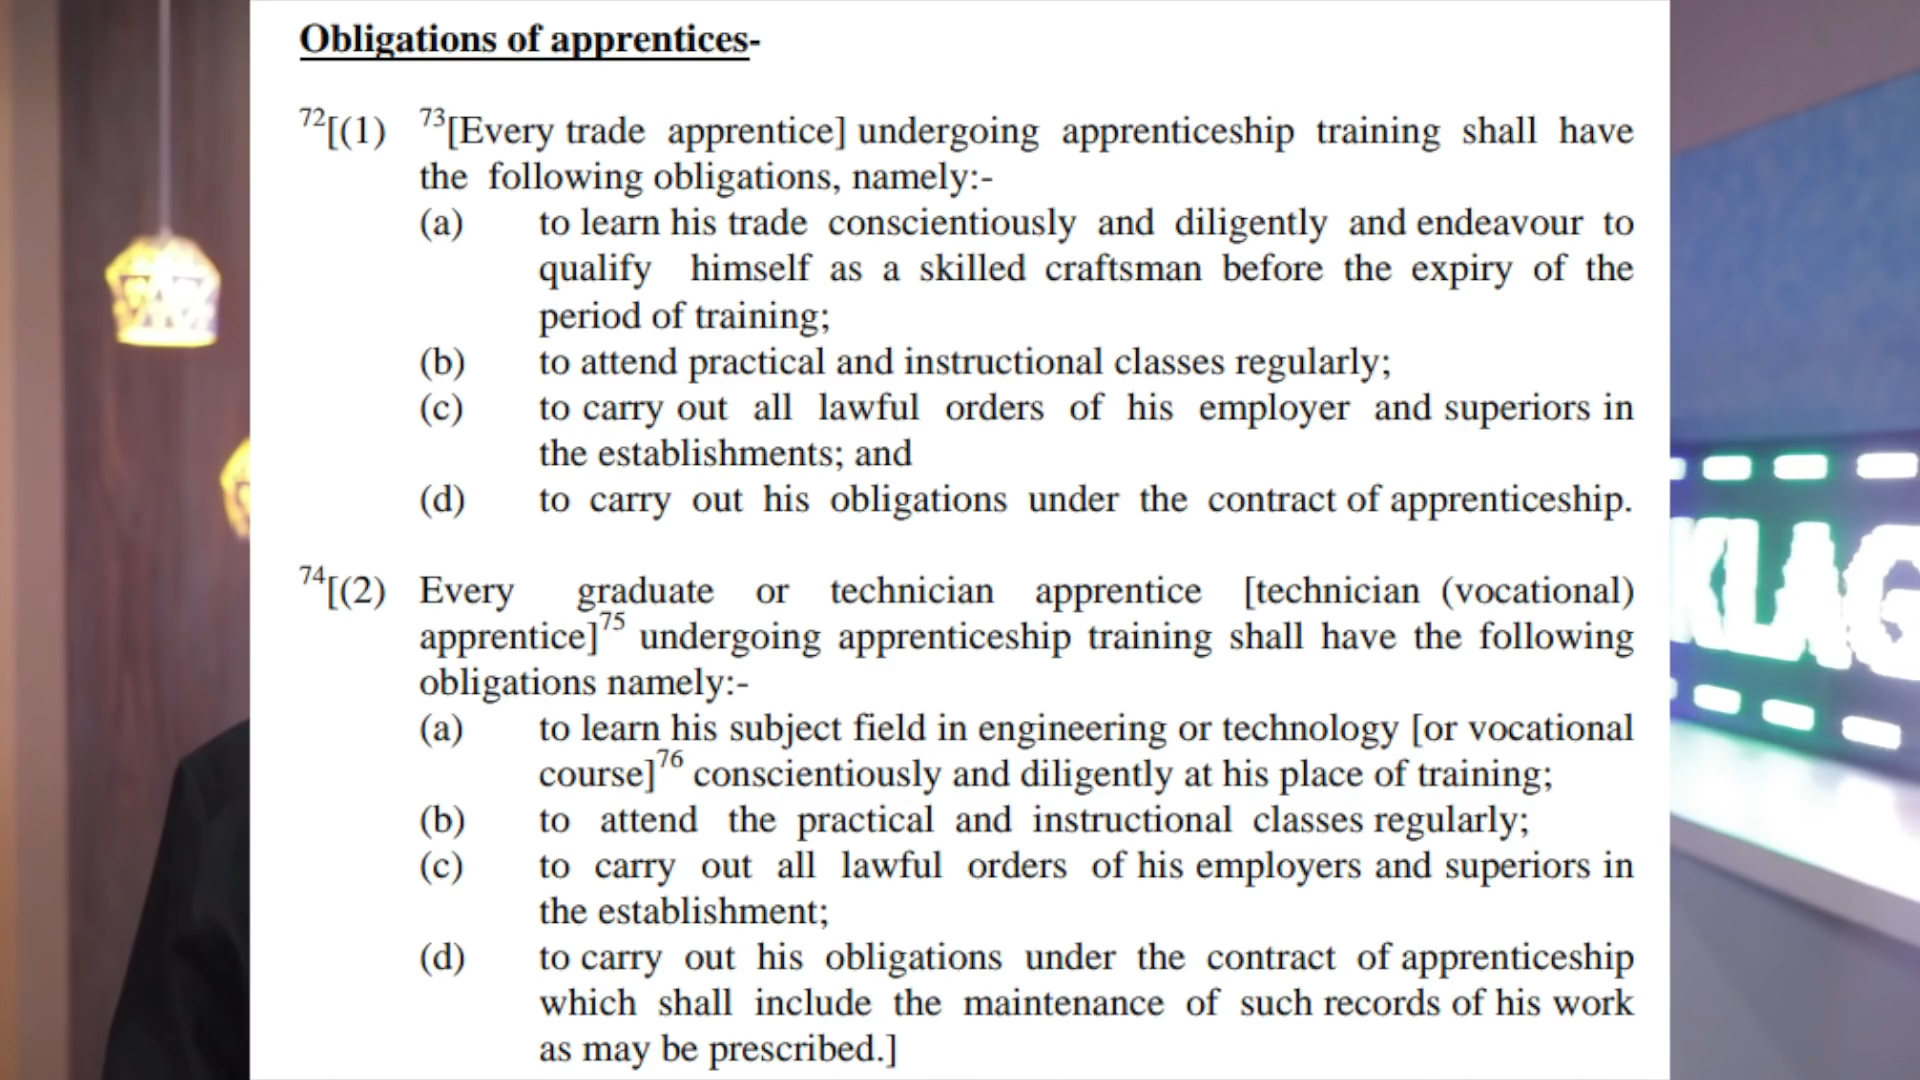 Obligations of apprentices-
72[(1) 73[Every trade apprentice] undergoing apprenticeship training shall have
the following obligations, namely:-
(a) to learn his trade conscientiously and diligently and endeavour to
qualify himself as a skilled craftsman before the expiry of the
period of training;
(b) to attend practical and instructional classes regularly;
(c) to carry out all lawful orders of his employer and superiors in
the establishments; and
(d) to carry out his obligations under the contract of apprenticeship.
74[(2) Every graduate or technician apprentice [technician (vocational)
apprentice]75 undergoing apprenticeship training shall have the following
obligations namely:-
(a) to learn his subject field in engineering or technology [or vocational
course]76 conscientiously and diligently at his place of training;
(b) to attend the practical and instructional classes regularly;
(c) to carry out all lawful orders of his employers and superiors in
the establishment;
(d) to carry out his obligations under the contract of apprenticeship
which shall include the maintenance of such records of his work
as may be prescribed.]